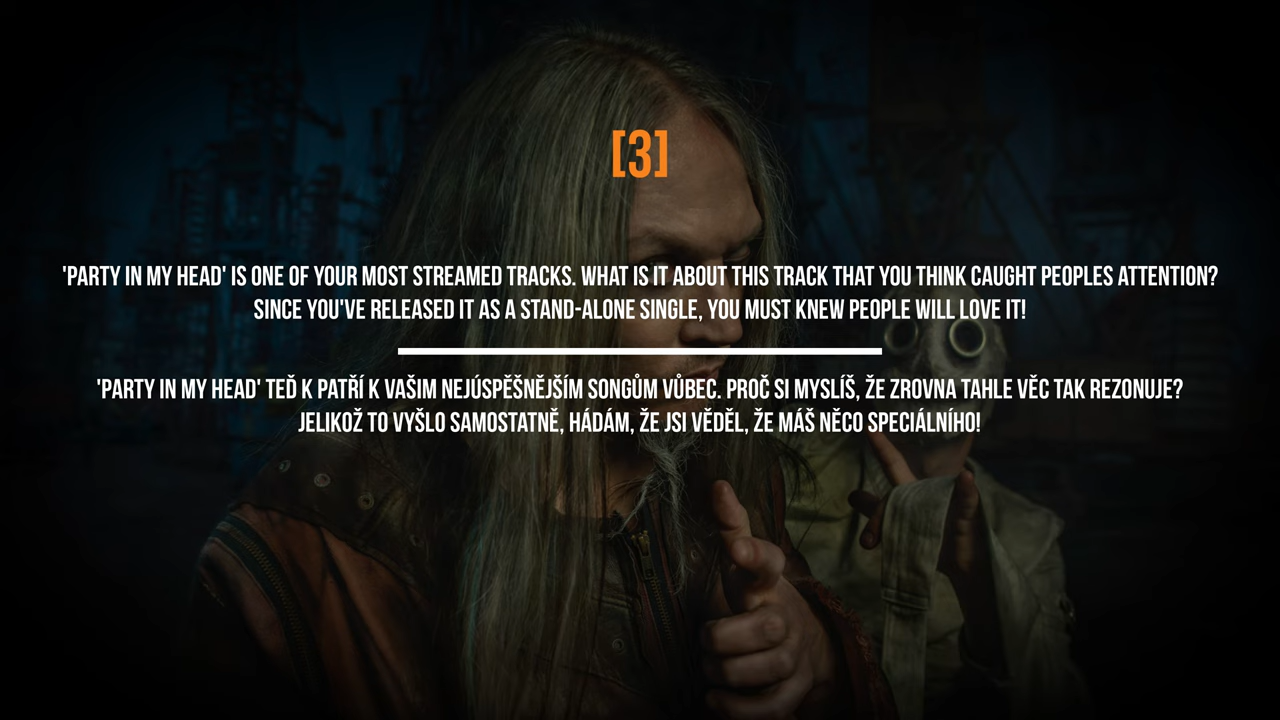 [3]
'PARTY IN MY HEAD' IS ONE OF YOUR MOST STREAMED TRACKS. WHAT IS IT ABOUT THIS TRACK THAT YOU THINK CAUGHT PEOPLES ATTENTION?
SINCE YOU'VE RELEASED IT AS A STAND-ALONE SINGLE, YOU MUST KNEW PEOPLE WILL LOVE IT!
'PARTY IN MY HEAD' TEĎ K PATŘÍ K VAŠIM NEJÚSPĚŠNĚJŠÍM SONGŮM VŮBEC. PROČ SI MYSLÍŠ, ŽE ZROVNA TAHLE VĚC TAK REZONUJE?
JELIKOŽ TO VYŠLO SAMOSTATNĚ, HÁDÁM, ŽE JSI VĚDĚL, ŽE MÁŠ NĚCO SPECIÁLNÍHO!